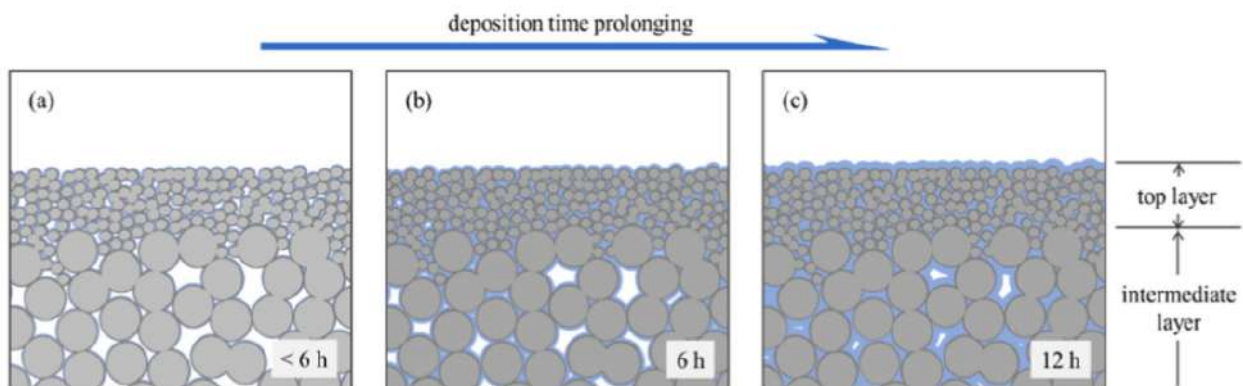 deposition time prolonging
(a)
(b)
(c)
top layer
intermediate
layer
< 6 h
6 h
12 h